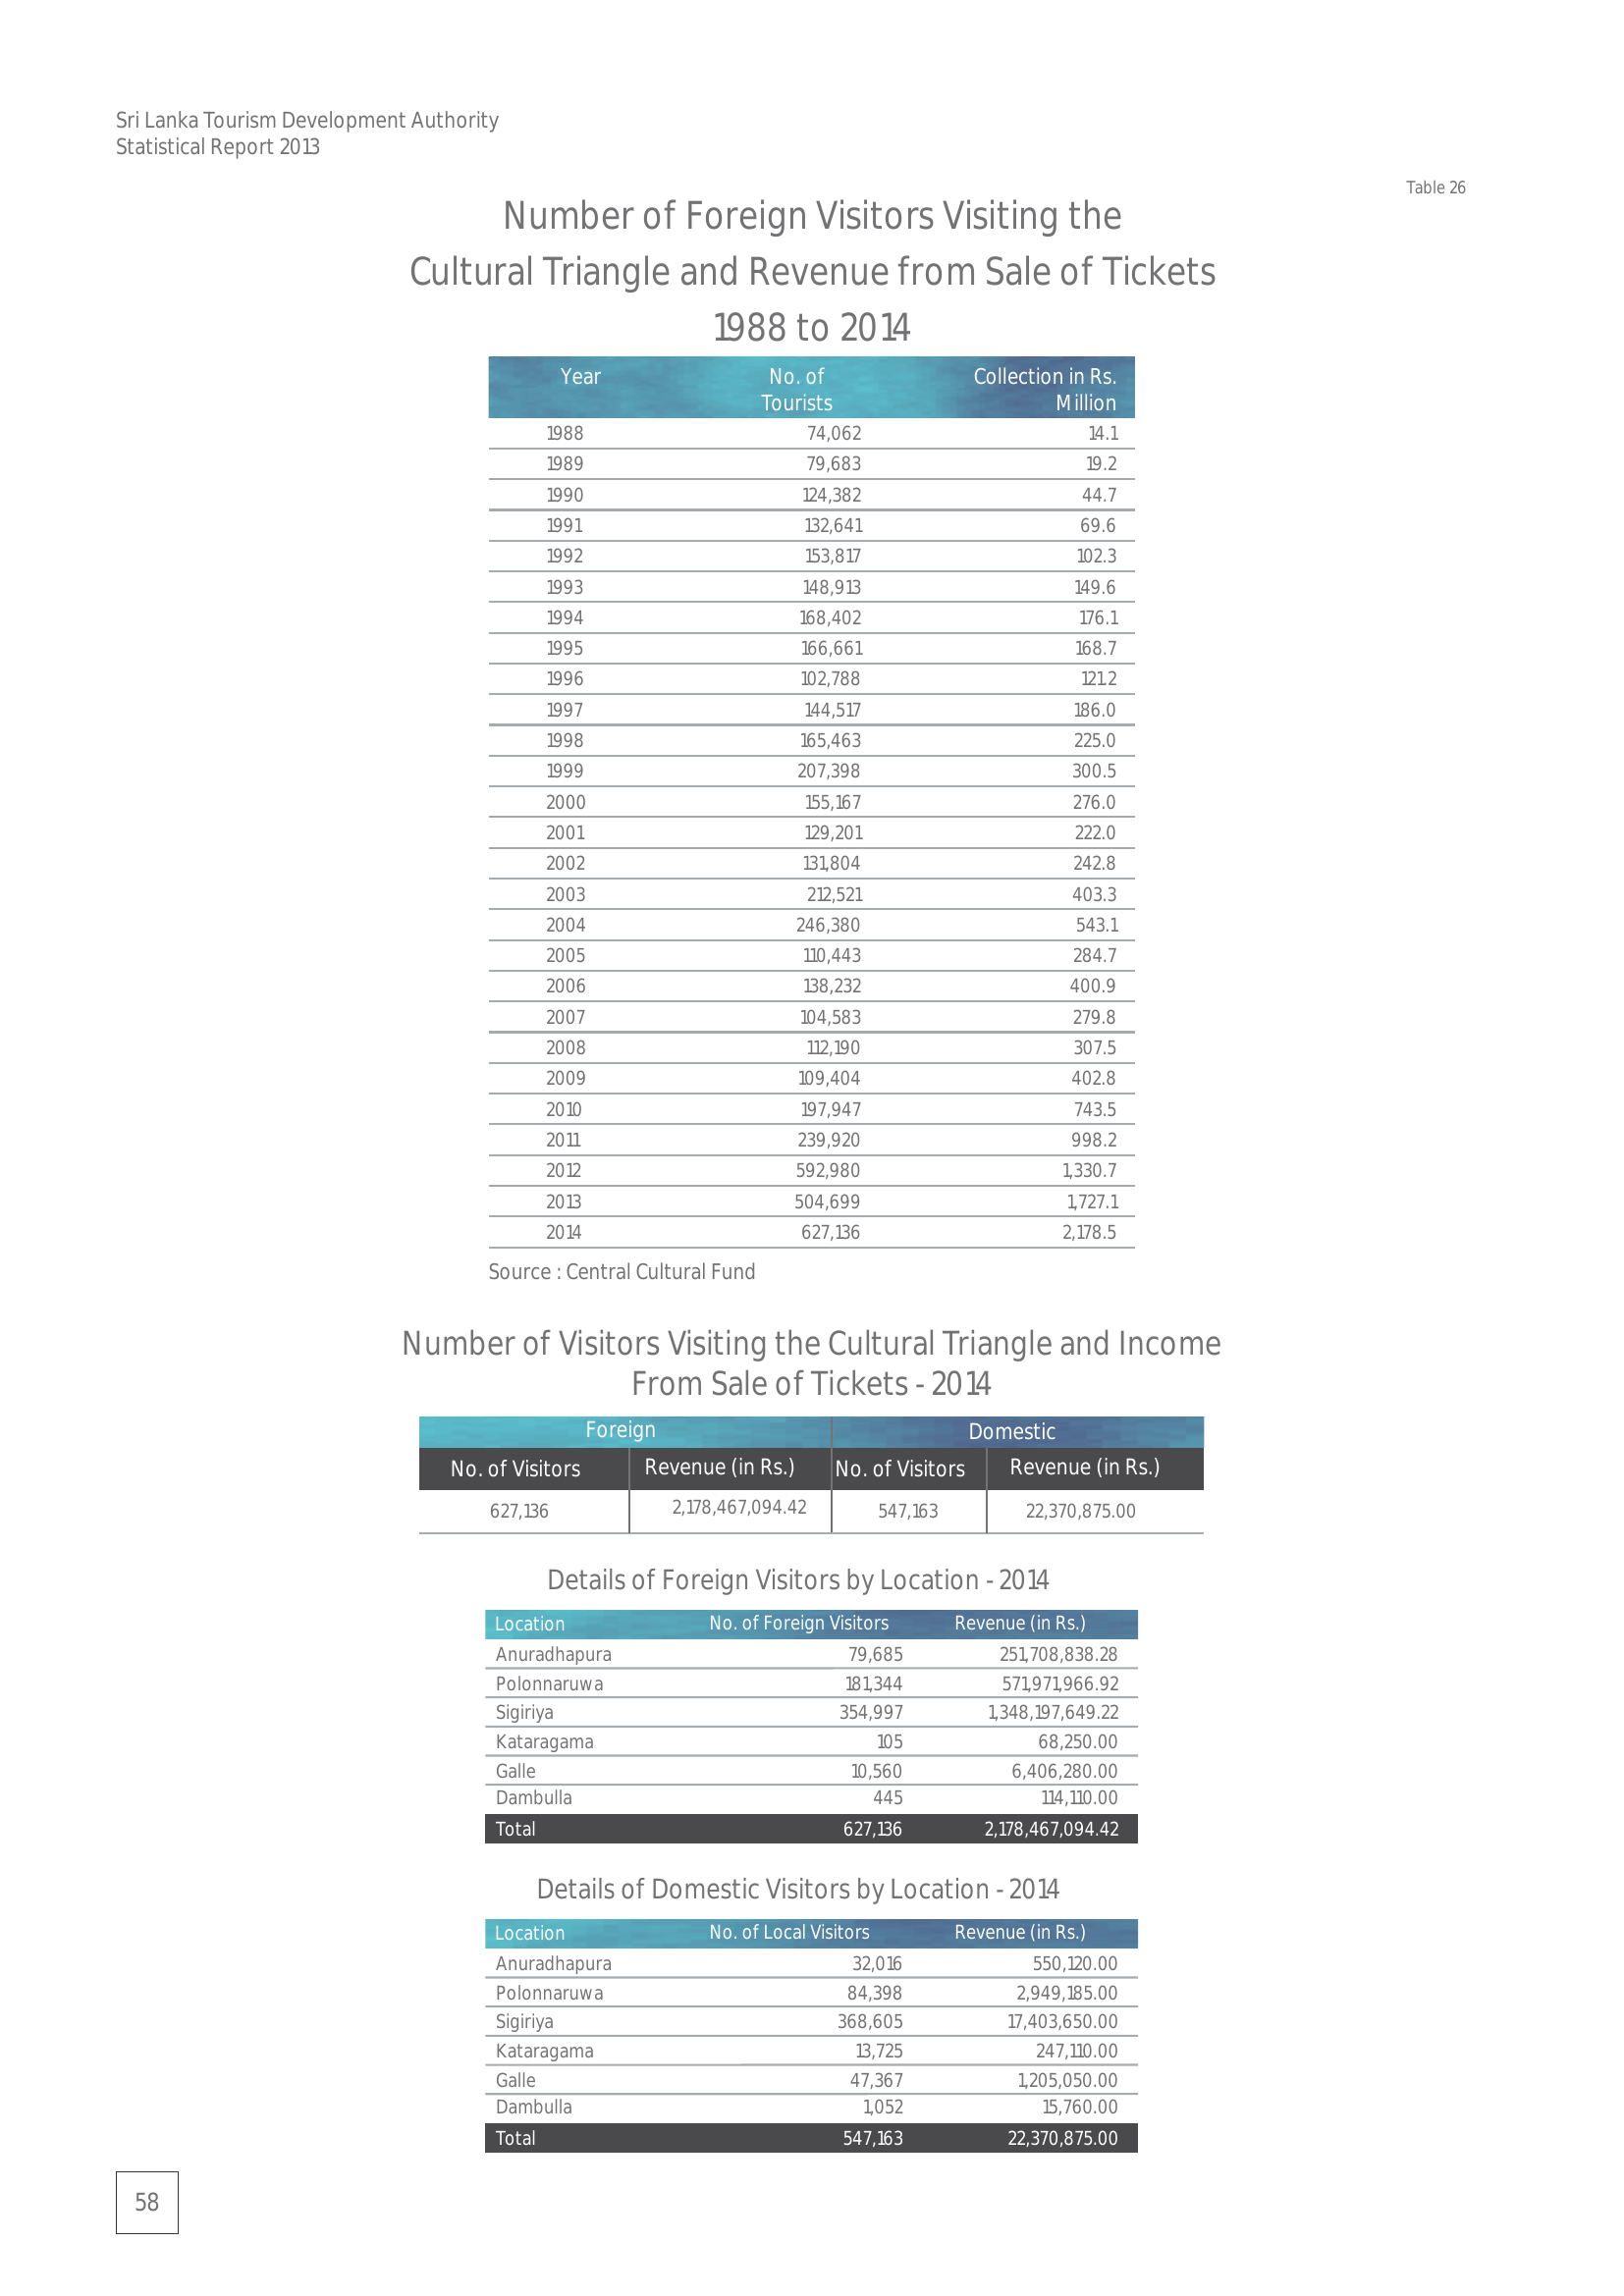 Sri Lanka Tourism Development Authority
Statistical Report 2013
Table 26
Number of Foreign Visitors Visiting the
Cultural Triangle and Revenue from Sale of Tickets
1988 to 2014
Year No. of Tourists Collection in Rs. Million
1988 74,062 14.1
1989 79,683 19.2
1990 124,382 44.7
1991 132,641 69.6
1992 153,817 102.3
1993 148,913 149.6
1994 168,402 176.1
1995 166,661 168.7
1996 102,788 121.2
1997 144,517 186.0
1998 165,463 225.0
1999 207,398 300.5
2000 155,167 276.0
2001 129,201 222.0
2002 131,804 242.8
2003 212,521 403.3
2004 246,380 543.1
2005 110,443 284.7
2006 138,232 400.9
2007 104,583 279.8
2008 112,190 307.5
2009 109,404 402.8
2010 197,947 743.5
2011 239,920 998.2
2012 592,980 1,330.7
2013 504,699 1,727.1
2014 627,136 2,178.5
Source : Central Cultural Fund
Number of Visitors Visiting the Cultural Triangle and Income
From Sale of Tickets - 2014
Foreign Domestic
No. of Visitors Revenue (in Rs.) No. of Visitors Revenue (in Rs.)
627,136 2,178,467,094.42 547,163 22,370,875.00
Details of Foreign Visitors by Location - 2014
Location No. of Foreign Visitors Revenue (in Rs.)
Anuradhapura 79,685 251,708,838.28
Polonnaruwa 181,344 571,971,966.92
Sigiriya 354,997 1,348,197,649.22
Kataragama 105 68,250.00
Galle 10,560 6,406,280.00
Dambulla 445 114,110.00
Total 627,136 2,178,467,094.42
Details of Domestic Visitors by Location - 2014
Location No. of Local Visitors Revenue (in Rs.)
Anuradhapura 32,016 550,120.00
Polonnaruwa 84,398 2,949,185.00
Sigiriya 368,605 17,403,650.00
Kataragama 13,725 247,110.00
Galle 47,367 1,205,050.00
Dambulla 1,052 15,760.00
Total 547,163 22,370,875.00
58